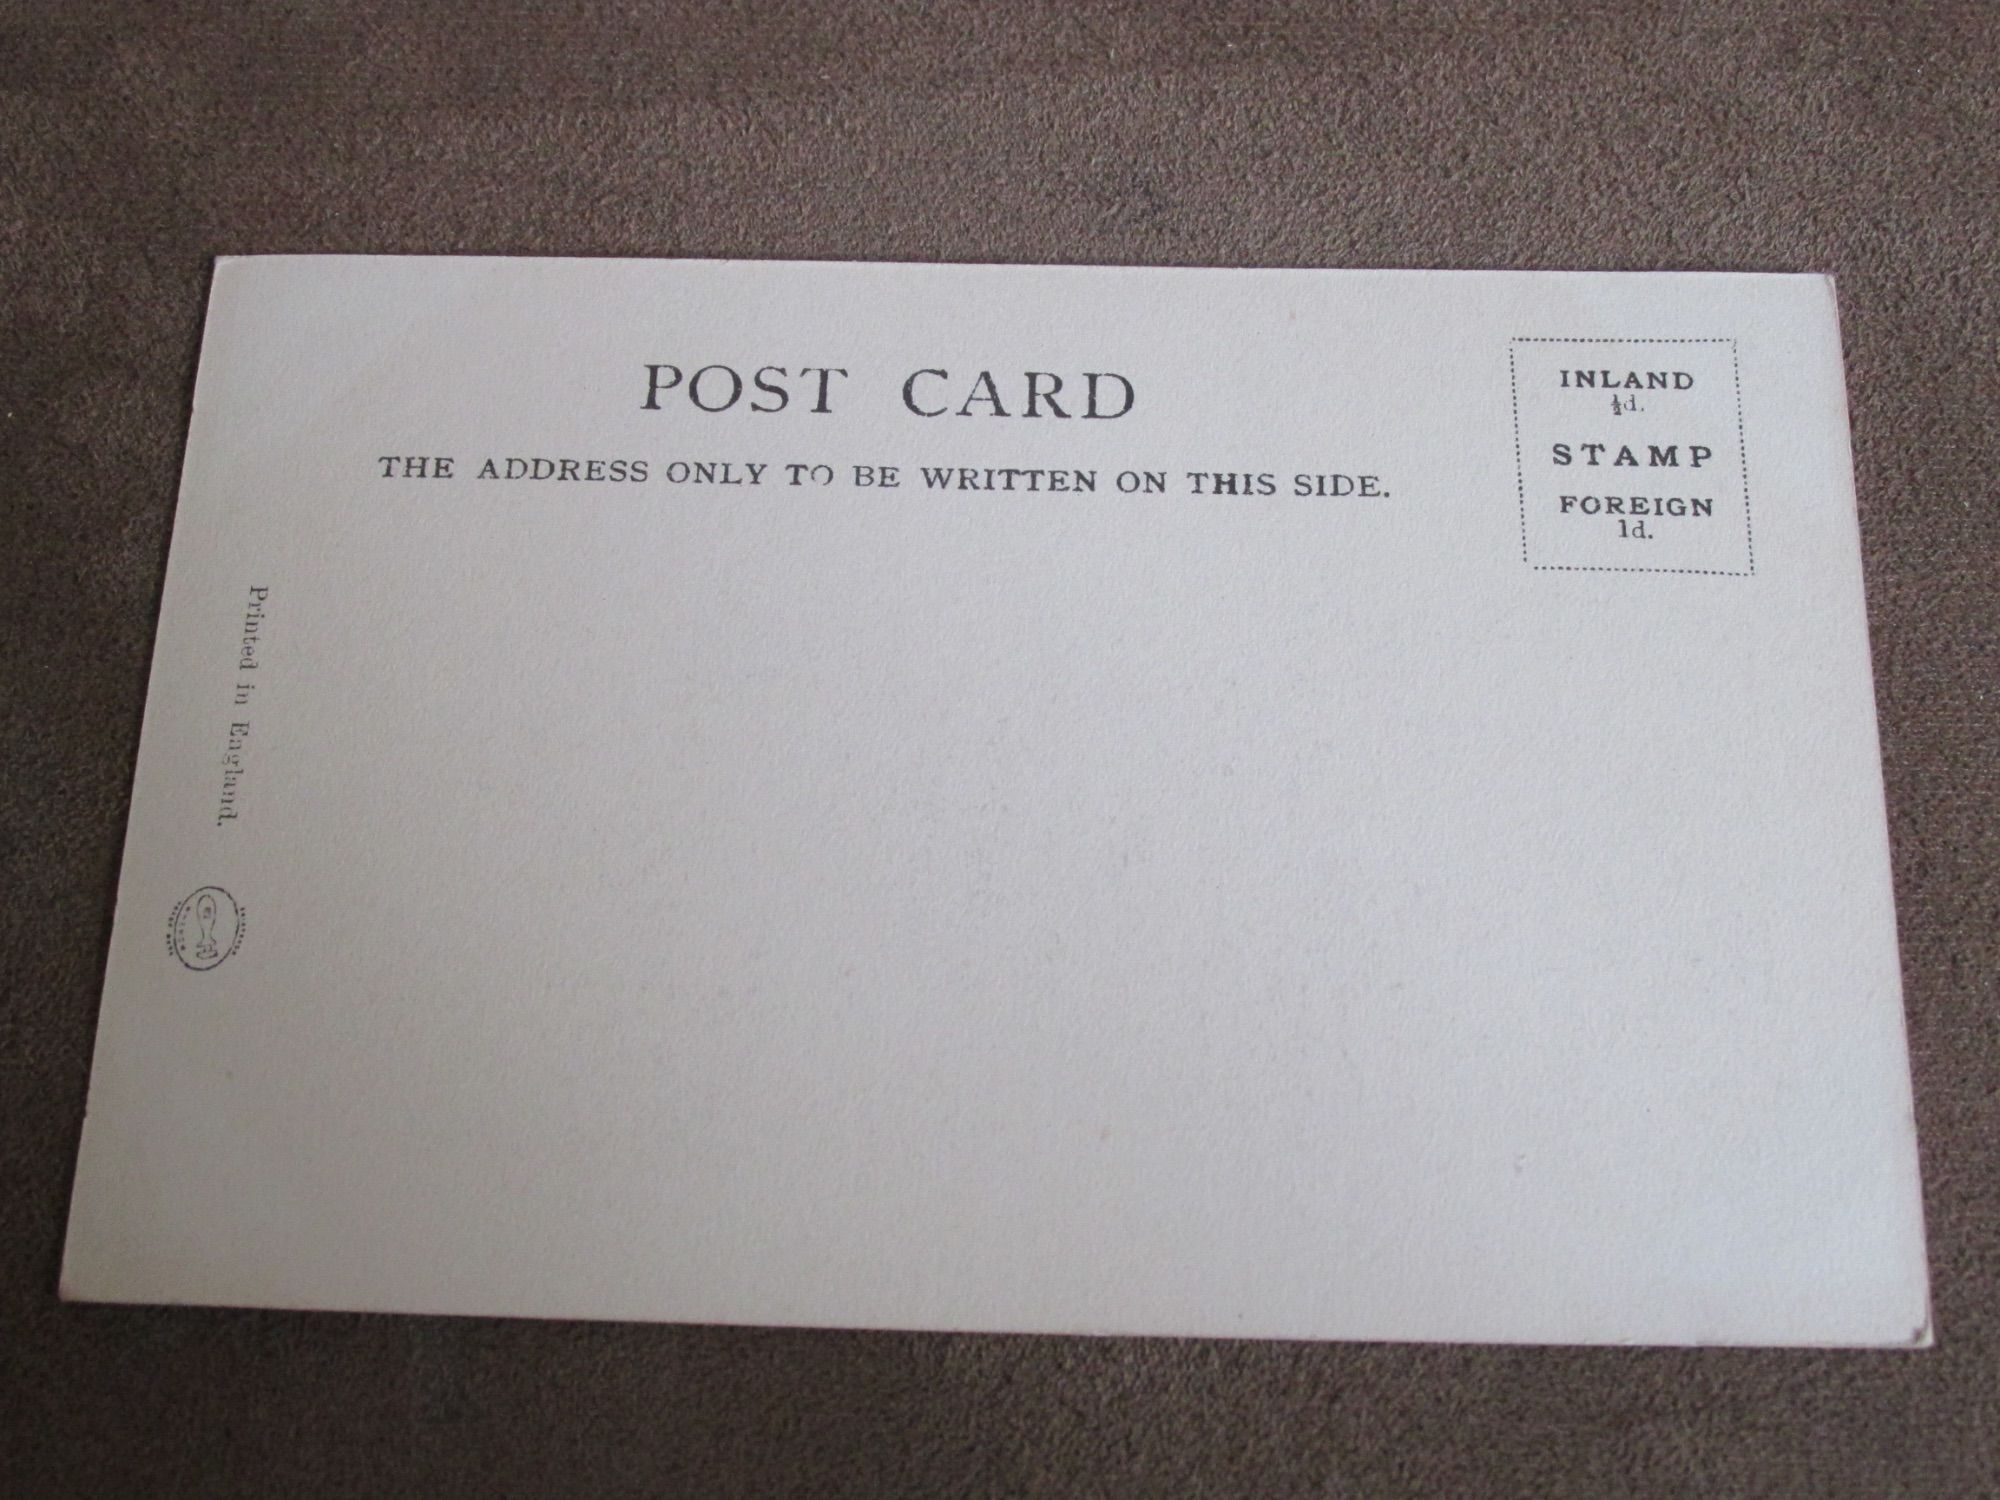 POST CARD
THE ADDRESS ONLY TO BE WRITTEN ON THIS SIDE.
INLAND
½d.
STAMP
FOREIGN
1d.
Printed in England.